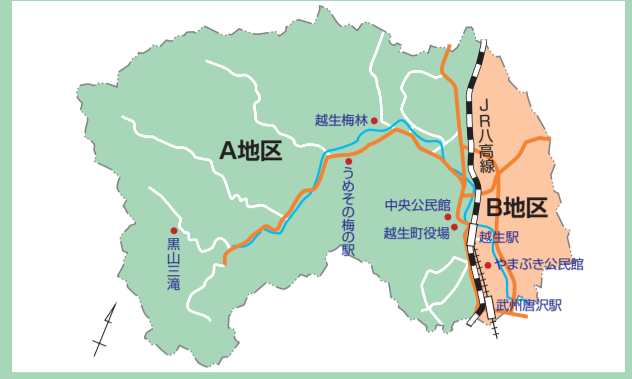 越生梅林
A地区
うめその梅の駅
黒山三滝
中央公民館
越生町役場
JR八高線
B地区
越生駅
やまぶき公民館
武州唐沢駅